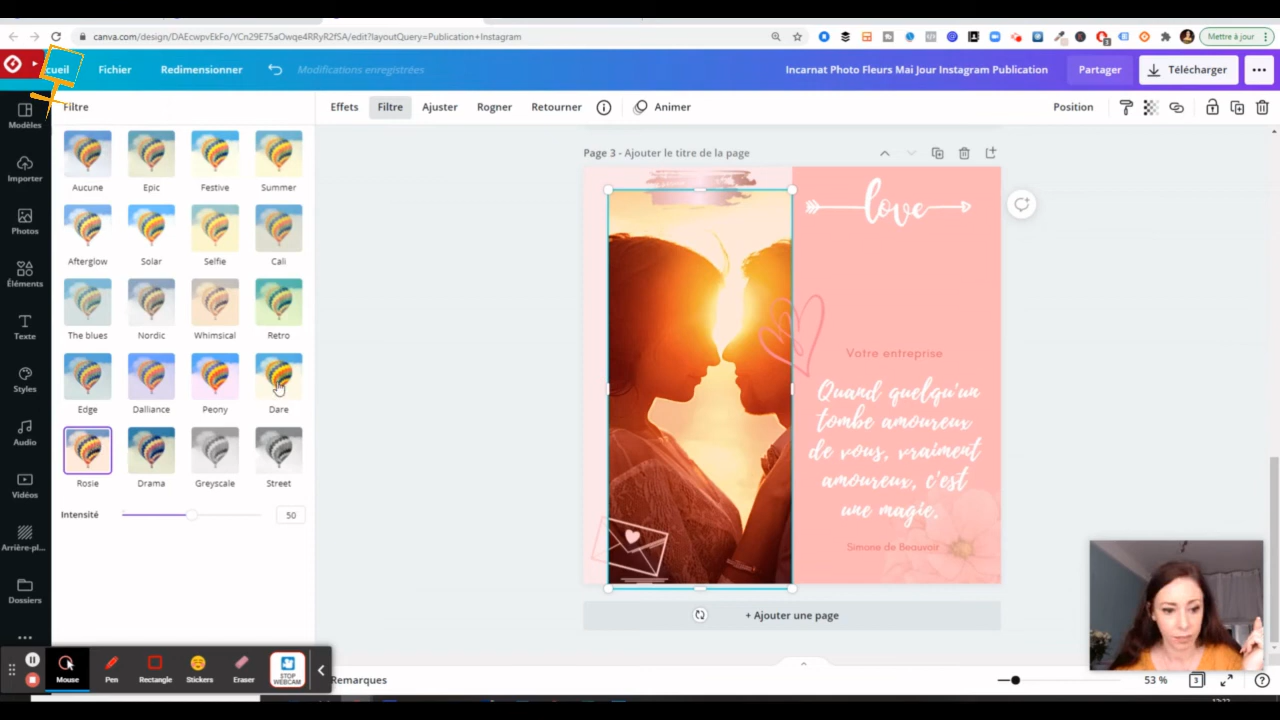 canva.com/design/DAEcwpvEkFo/YCn29E75aOwqe4RRyR2fSA/edit?layoutQuery=Publication+Instagram
Mettre à jour
cueil
Fichier
Redimensionner
Modifications enregistrées
Incarnat Photo Fleurs Mai Jour Instagram Publication
Partager
Télécharger
Modèles
Importer
Photos
Éléments
Texte
Styles
Audio
Vidéos
Arrière-pl...
Dossiers
Filtre
Effets
Filtre
Ajuster
Rogner
Retourner
Animer
Position
Aucune
Epic
Festive
Summer
Afterglow
Solar
Selfie
Cali
The blues
Nordic
Whimsical
Retro
Edge
Dalliance
Peony
Dare
Rosie
Drama
Greyscale
Street
Intensité
50
Page 3 - Ajouter le titre de la page
love
Votre entreprise
Quand quelqu'un
tombe amoureux
de vous, vraiment
amoureux, c'est
une magie.
Simone de Beauvoir
+ Ajouter une page
Mouse
Pen
Rectangle
Stickers
Eraser
STOP
WEBCAM
Remarques
53 %
3